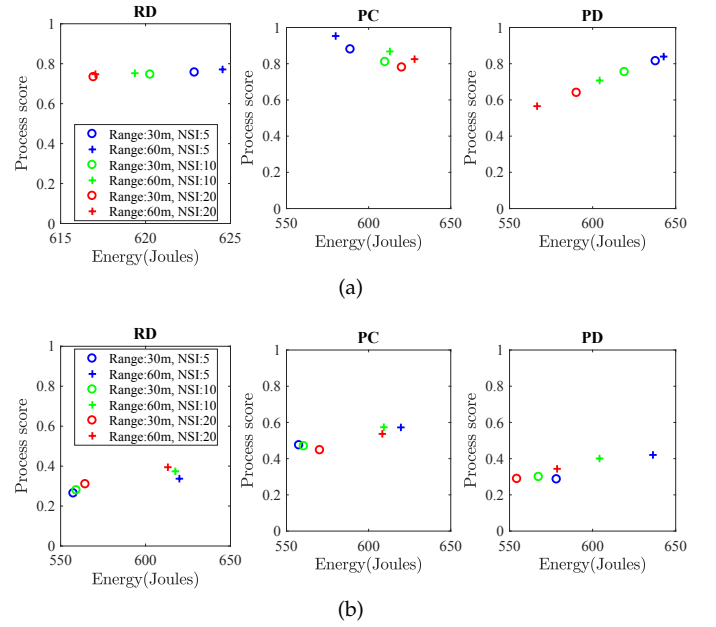 RD
PC
PD
Process score
1
0.8
0.6
0.4
0.2
0
Range:30m, NSI:5
Range:60m, NSI:5
Range:30m, NSI:10
Range:60m, NSI:10
Range:30m, NSI:20
Range:60m, NSI:20
615
620
625
Energy(Joules)
Process score
1
0.8
0.6
0.4
0.2
0
550
600
650
Energy(Joules)
Process score
1
0.8
0.6
0.4
0.2
0
550
600
650
Energy(Joules)
(a)
RD
PC
PD
Process score
1
0.8
0.6
0.4
0.2
0
Range:30m, NSI:5
Range:60m, NSI:5
Range:30m, NSI:10
Range:60m, NSI:10
Range:30m, NSI:20
Range:60m, NSI:20
550
600
650
Energy(Joules)
Process score
1
0.8
0.6
0.4
0.2
0
550
600
650
Energy(Joules)
Process score
1
0.8
0.6
0.4
0.2
0
550
600
650
Energy(Joules)
(b)